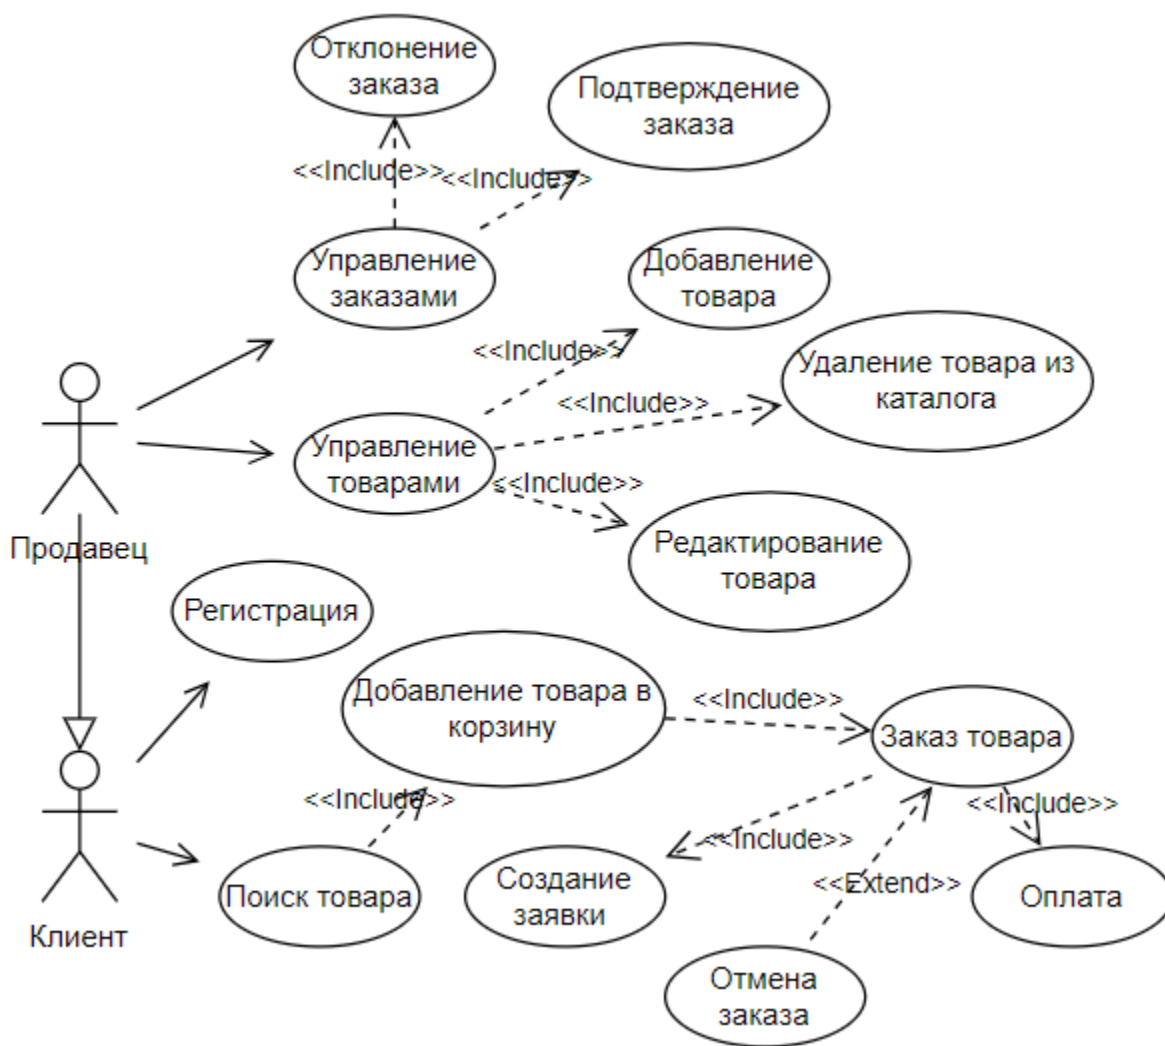 Отклонение
заказа
Подтверждение
заказа
<<Include>>
<<Include>>
Управление
заказами
Добавление
товара
<<Include>>
Удаление товара из
каталога
<<Include>>
Управление
товарами
<<Include>>
Продавец
Редактирование
товара
Регистрация
Добавление товара в
корзину
<<Include>>
Заказ товара
<<Include>>
<<Include>>
<<Include>>
Поиск товара
Создание
заявки
<<Extend>>
Оплата
Клиент
Отмена
заказа